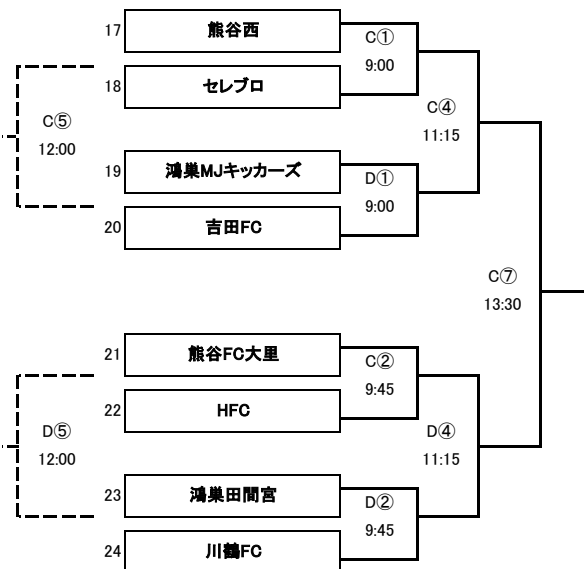 17 熊谷西
C①
9:00
18 セレブロ
C⑤
12:00
C④
11:15
19 鴻巣MJキッカーズ
D①
9:00
20 吉田FC
C⑦
13:30
21 熊谷FC大里
C②
9:45
22 HFC
D⑤
12:00
D④
11:15
23 鴻巣田間宮
D②
9:45
24 川鶴FC